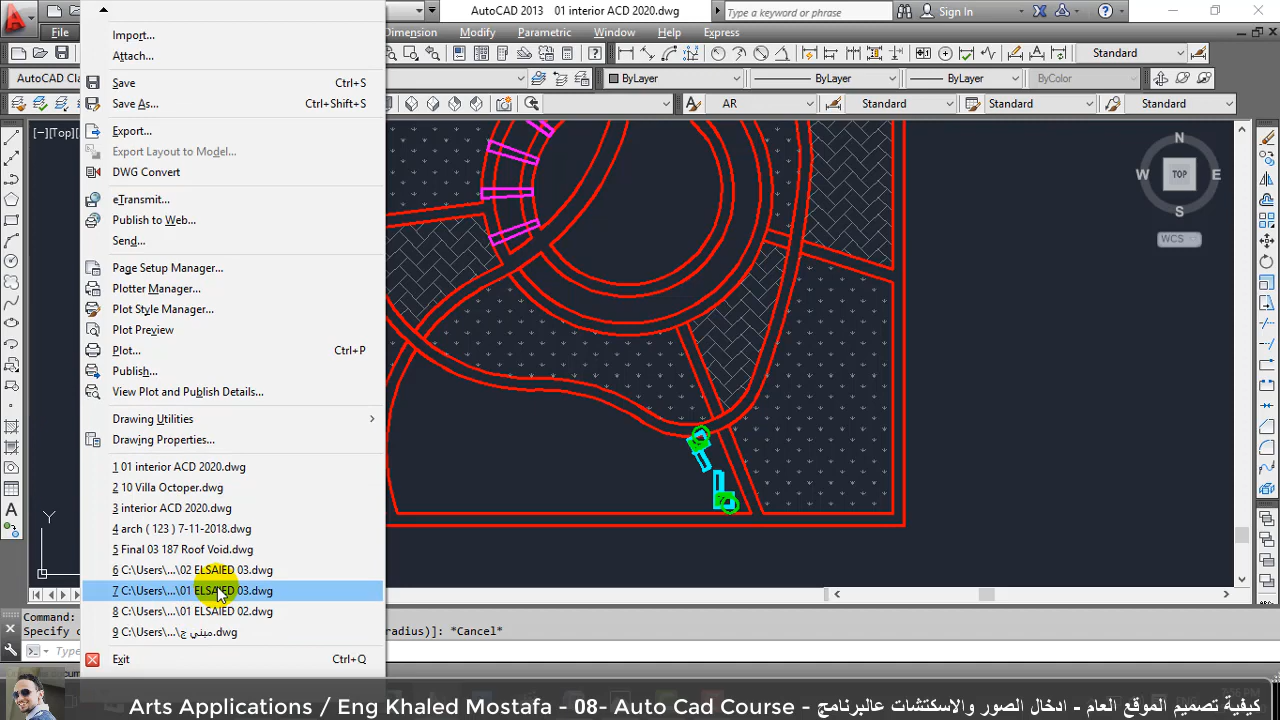 File
AutoCAD 2013 01 interior ACD 2020.dwg
Type a keyword or phrase
Sign In
Dimension Modify Parametric Window Help Express
Standard
AutoCAD Cla
ByLayer ByLayer ByLayer ByColor
AR Standard Standard Standard
[−][Top][
Import...
Attach...
Save Ctrl+S
Save As... Ctrl+Shift+S
Export...
Export Layout to Model...
DWG Convert
eTransmit...
Publish to Web...
Send...
Page Setup Manager...
Plotter Manager...
Plot Style Manager...
Plot Preview
Plot... Ctrl+P
Publish...
View Plot and Publish Details...
Drawing Utilities
Drawing Properties...
1 01 interior ACD 2020.dwg
2 10 Villa Octoper.dwg
3 interior ACD 2020.dwg
4 arch ( 123 ) 7-11-2018.dwg
5 Final 03 187 Roof Void.dwg
6 C:\Users\...\02 ELSAIED 03.dwg
7 C:\Users\...\01 ELSAIED 03.dwg
8 C:\Users\...\01 ELSAIED 02.dwg
9 C:\Users\...\مبني ج.dwg
Exit Ctrl+Q
N
W TOP E
S
WCS
Y
Command:
Specify radius)]: *Cancel*
Type
Arts Applications / Eng Khaled Mostafa - 08- Auto Cad Course - كيفية تصميم الموقع العام - ادخال الصور والاسكتشات عالبرنامج